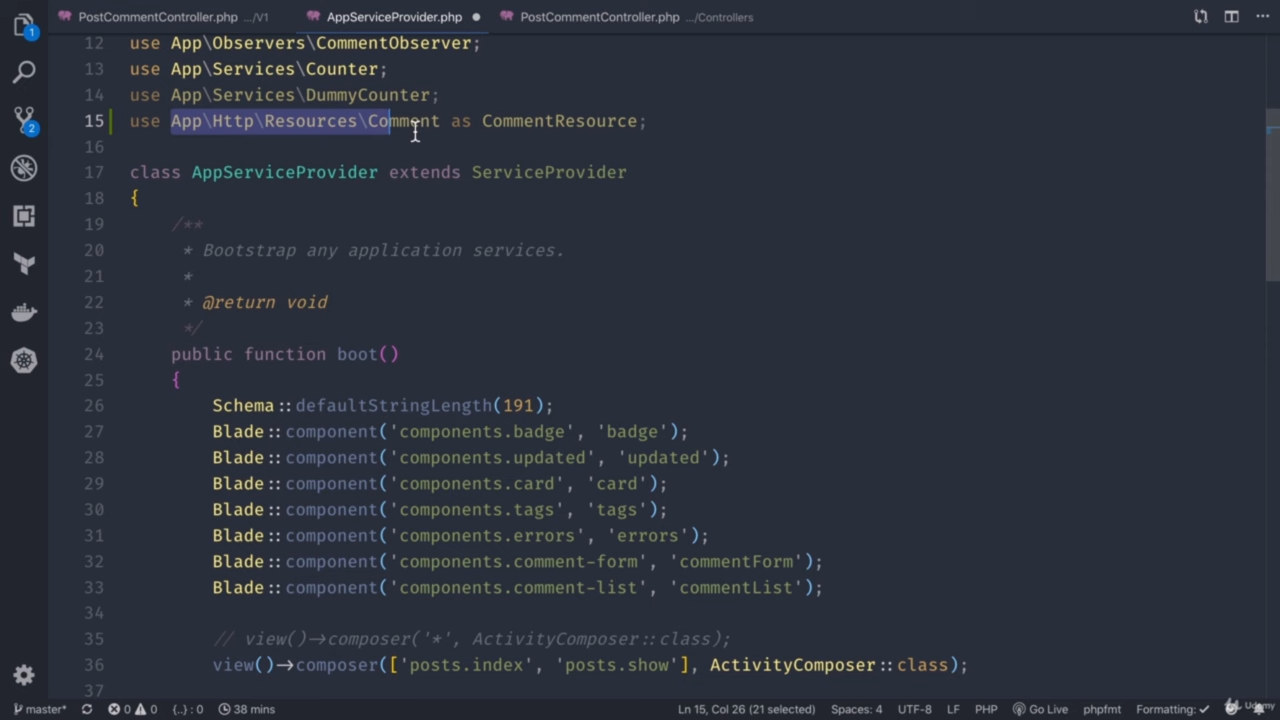 PostCommentController.php .../V1 AppServiceProvider.php PostCommentController.php .../Controllers
12 use App\Observers\CommentObserver;
13 use App\Services\Counter;
14 use App\Services\DummyCounter;
15 use App\Http\Resources\Comment as CommentResource;
16
17 class AppServiceProvider extends ServiceProvider
18 {
19 /**
20 * Bootstrap any application services.
21 *
22 * @return void
23 */
24 public function boot()
25 {
26 Schema::defaultStringLength(191);
27 Blade::component('components.badge', 'badge');
28 Blade::component('components.updated', 'updated');
29 Blade::component('components.card', 'card');
30 Blade::component('components.tags', 'tags');
31 Blade::component('components.errors', 'errors');
32 Blade::component('components.comment-form', 'commentForm');
33 Blade::component('components.comment-list', 'commentList');
34
35 // view()->composer('*', ActivityComposer::class);
36 view()->composer(['posts.index', 'posts.show'], ActivityComposer::class);
37
1
2
master* 0 0 {..} : 0 38 mins Ln 15, Col 26 (21 selected) Spaces: 4 UTF-8 LF PHP Go Live phpfmt Formatting: ✓ Udemy